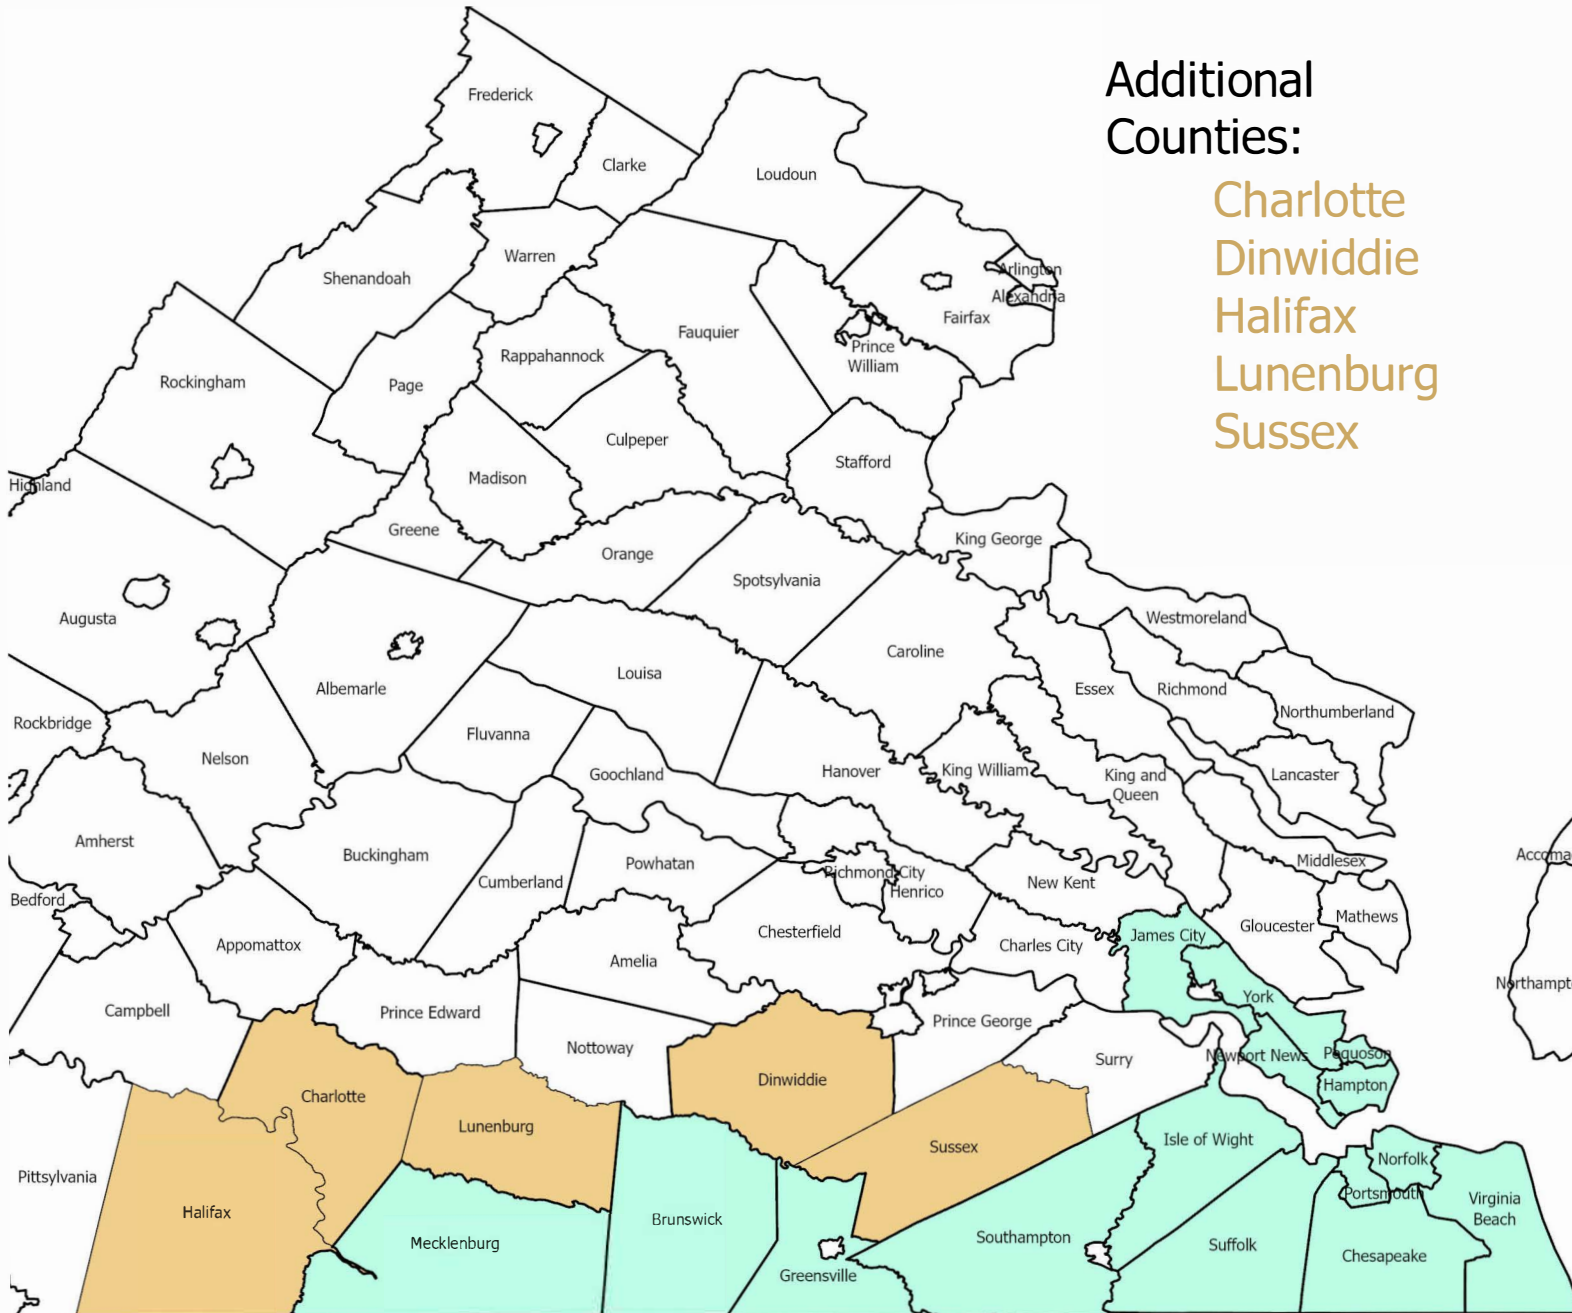 Additional
Counties:
Charlotte
Dinwiddie
Halifax
Lunenburg
Sussex
Frederick
Clarke
Loudoun
Warren
Shenandoah
Arlington
Alexandria
Fairfax
Fauquier
Prince
William
Rappahannock
Rockingham
Page
Culpeper
Stafford
Madison
Highland
Greene
King George
Orange
Spotsylvania
Augusta
Westmoreland
Caroline
Louisa
Albemarle
Essex
Richmond
Northumberland
Rockbridge
Fluvanna
Nelson
Goochland
Hanover
King William
King and
Queen
Lancaster
Amherst
Buckingham
Powhatan
Cumberland
Richmond City
Henrico
New Kent
Middlesex
Accoma
Bedford
Mathews
Gloucester
Chesterfield
James City
Appomattox
Charles City
Amelia
Northampt
York
Campbell
Prince Edward
Prince George
Nottoway
Surry
Newport News
Poquoson
Hampton
Dinwiddie
Charlotte
Lunenburg
Sussex
Isle of Wight
Norfolk
Pittsylvania
Portsmouth
Virginia
Beach
Halifax
Brunswick
Southampton
Mecklenburg
Suffolk
Chesapeake
Greensville